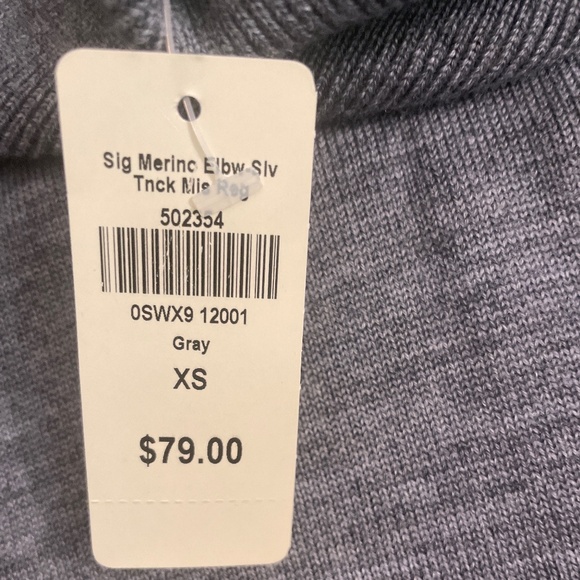 Sig Merino Elbw Slv
Tnck Mis Reg
502354
0SWX9 12001
Gray
XS
$79.00